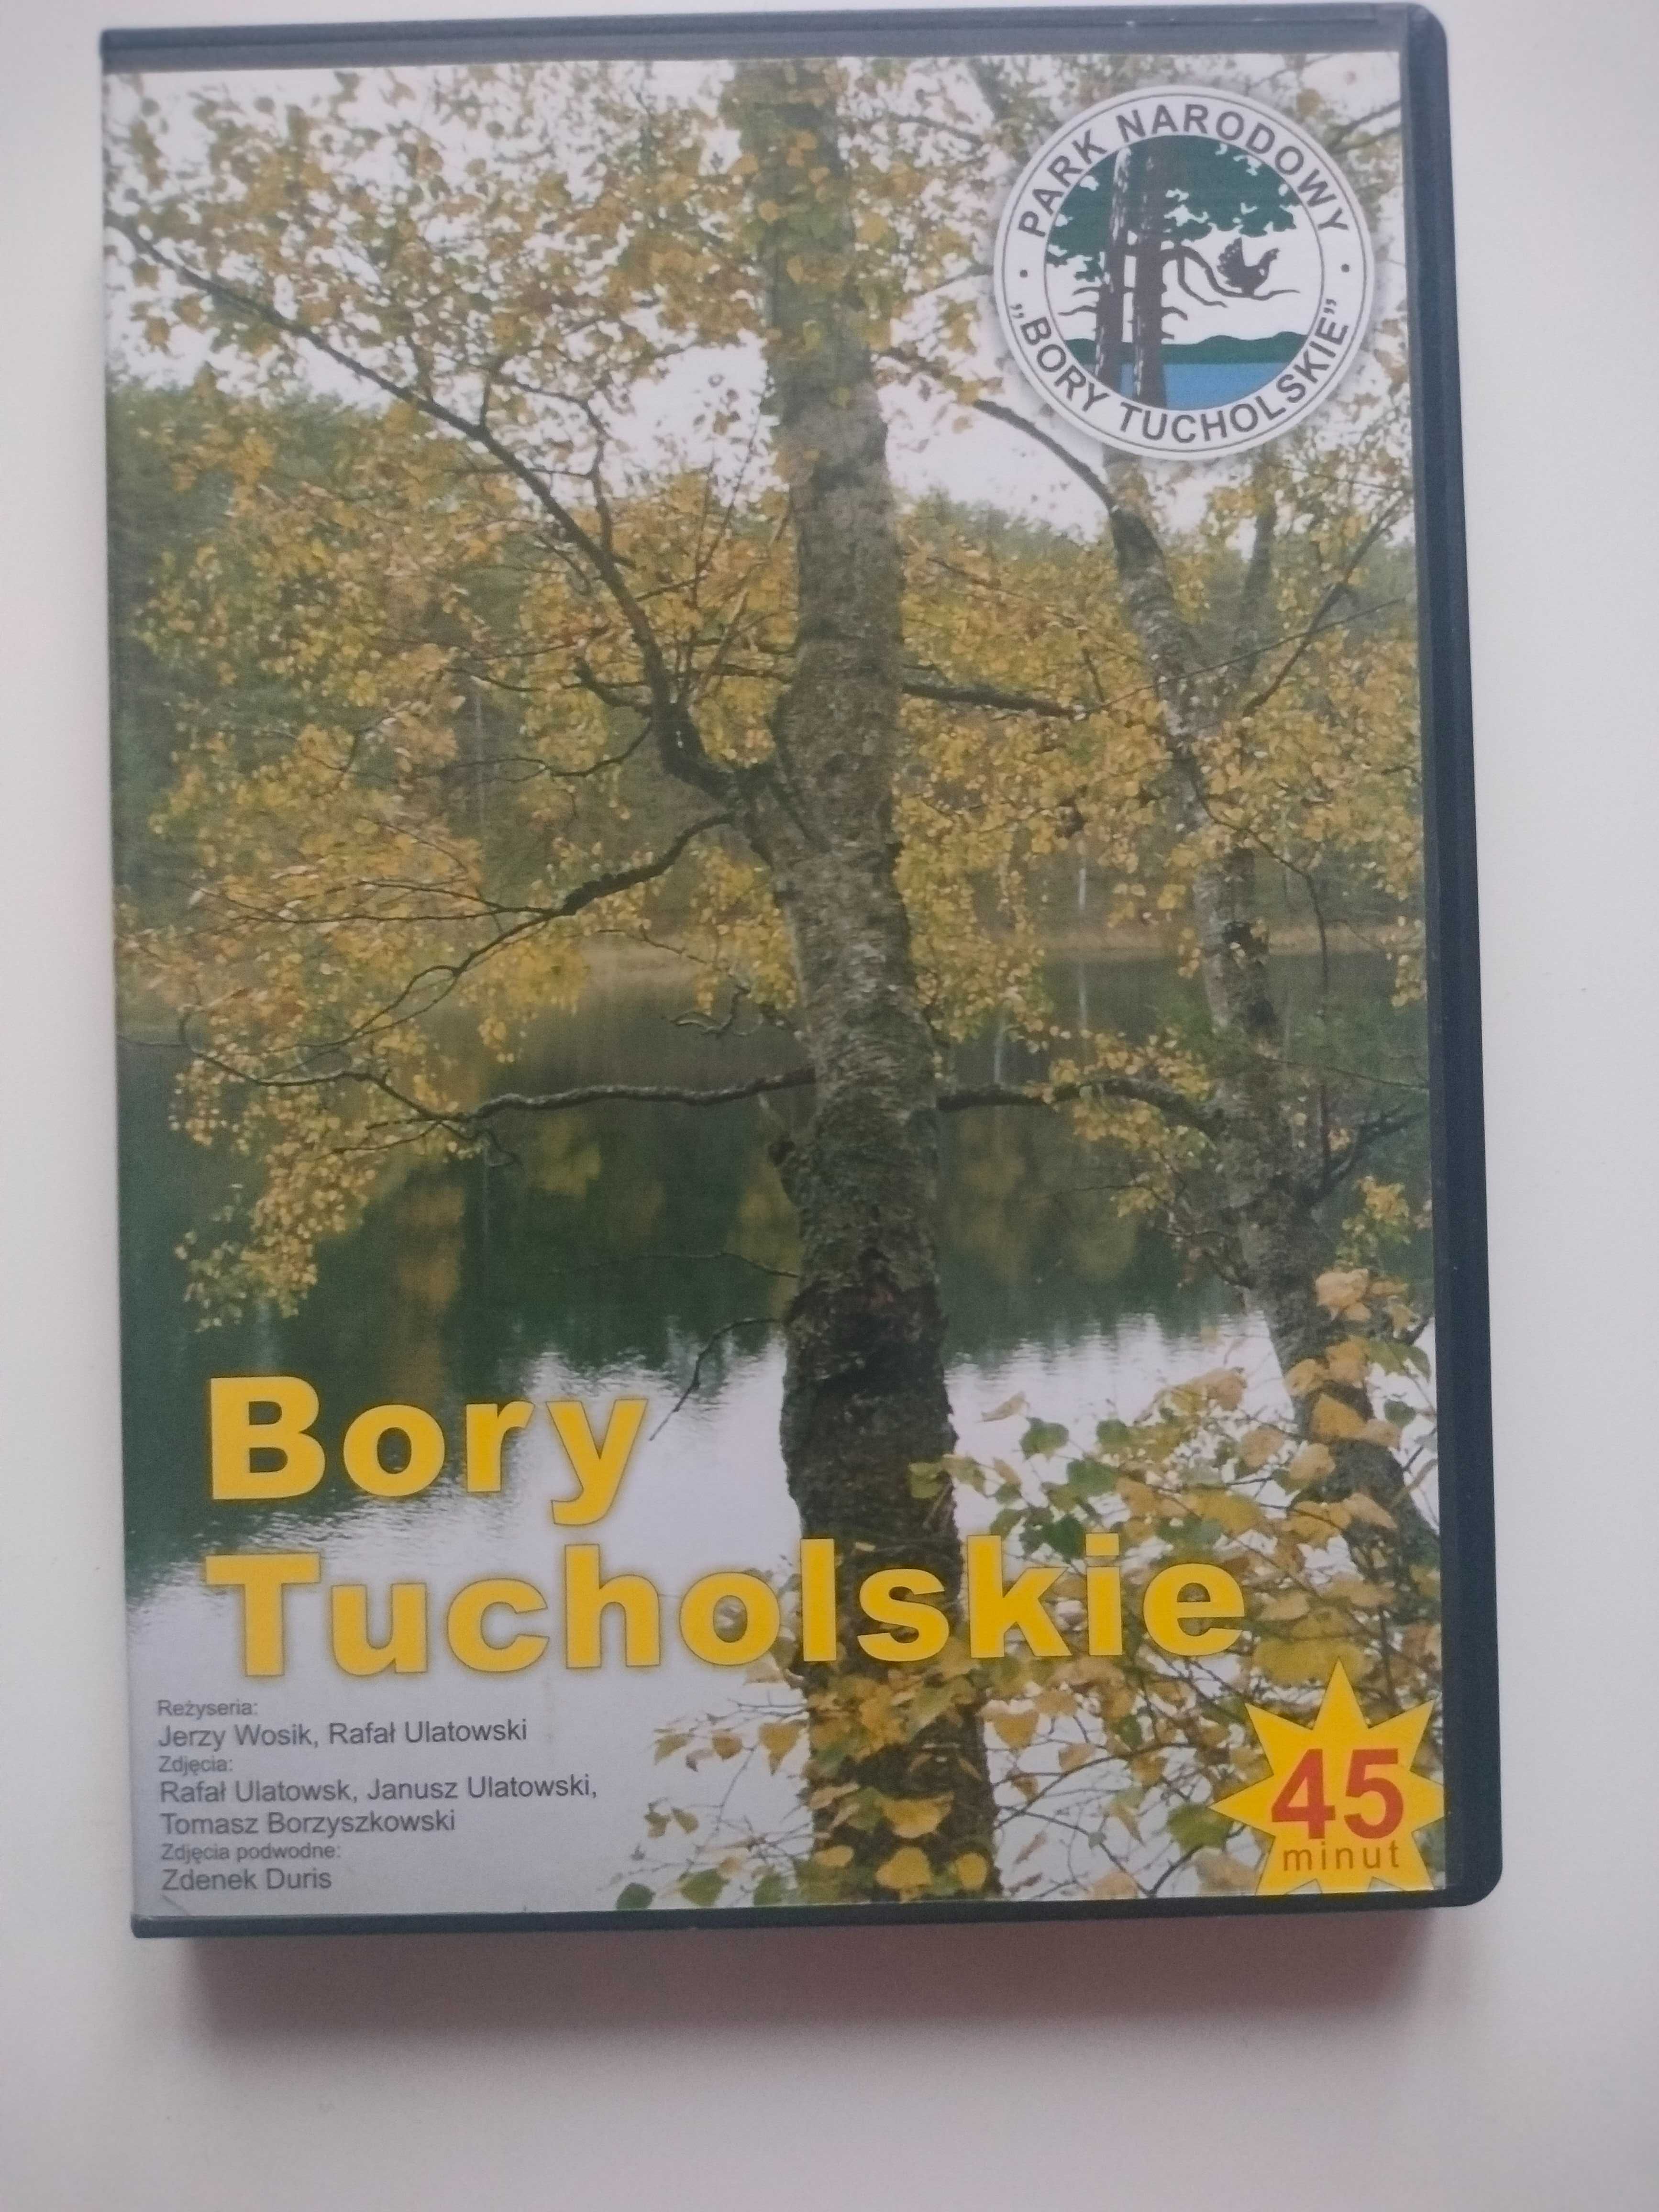 PARK NARODOWY
„BORY TUCHOLSKIE”
Bory
Tucholskie
Reżyseria:
Jerzy Wosik, Rafał Ulatowski
Zdjęcia:
Rafał Ulatowsk, Janusz Ulatowski,
Tomasz Borzyszkowski
Zdjęcia podwodne:
Zdenek Duris
45
minut